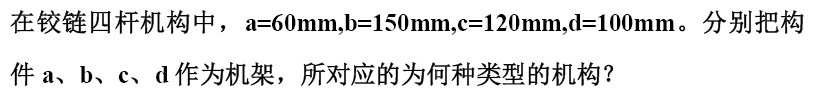 在铰链四杆机构中，a=60mm,b=150mm,c=120mm,d=100mm。分别把构
件 a、b、c、d 作为机架，所对应的为何种类型的机构？